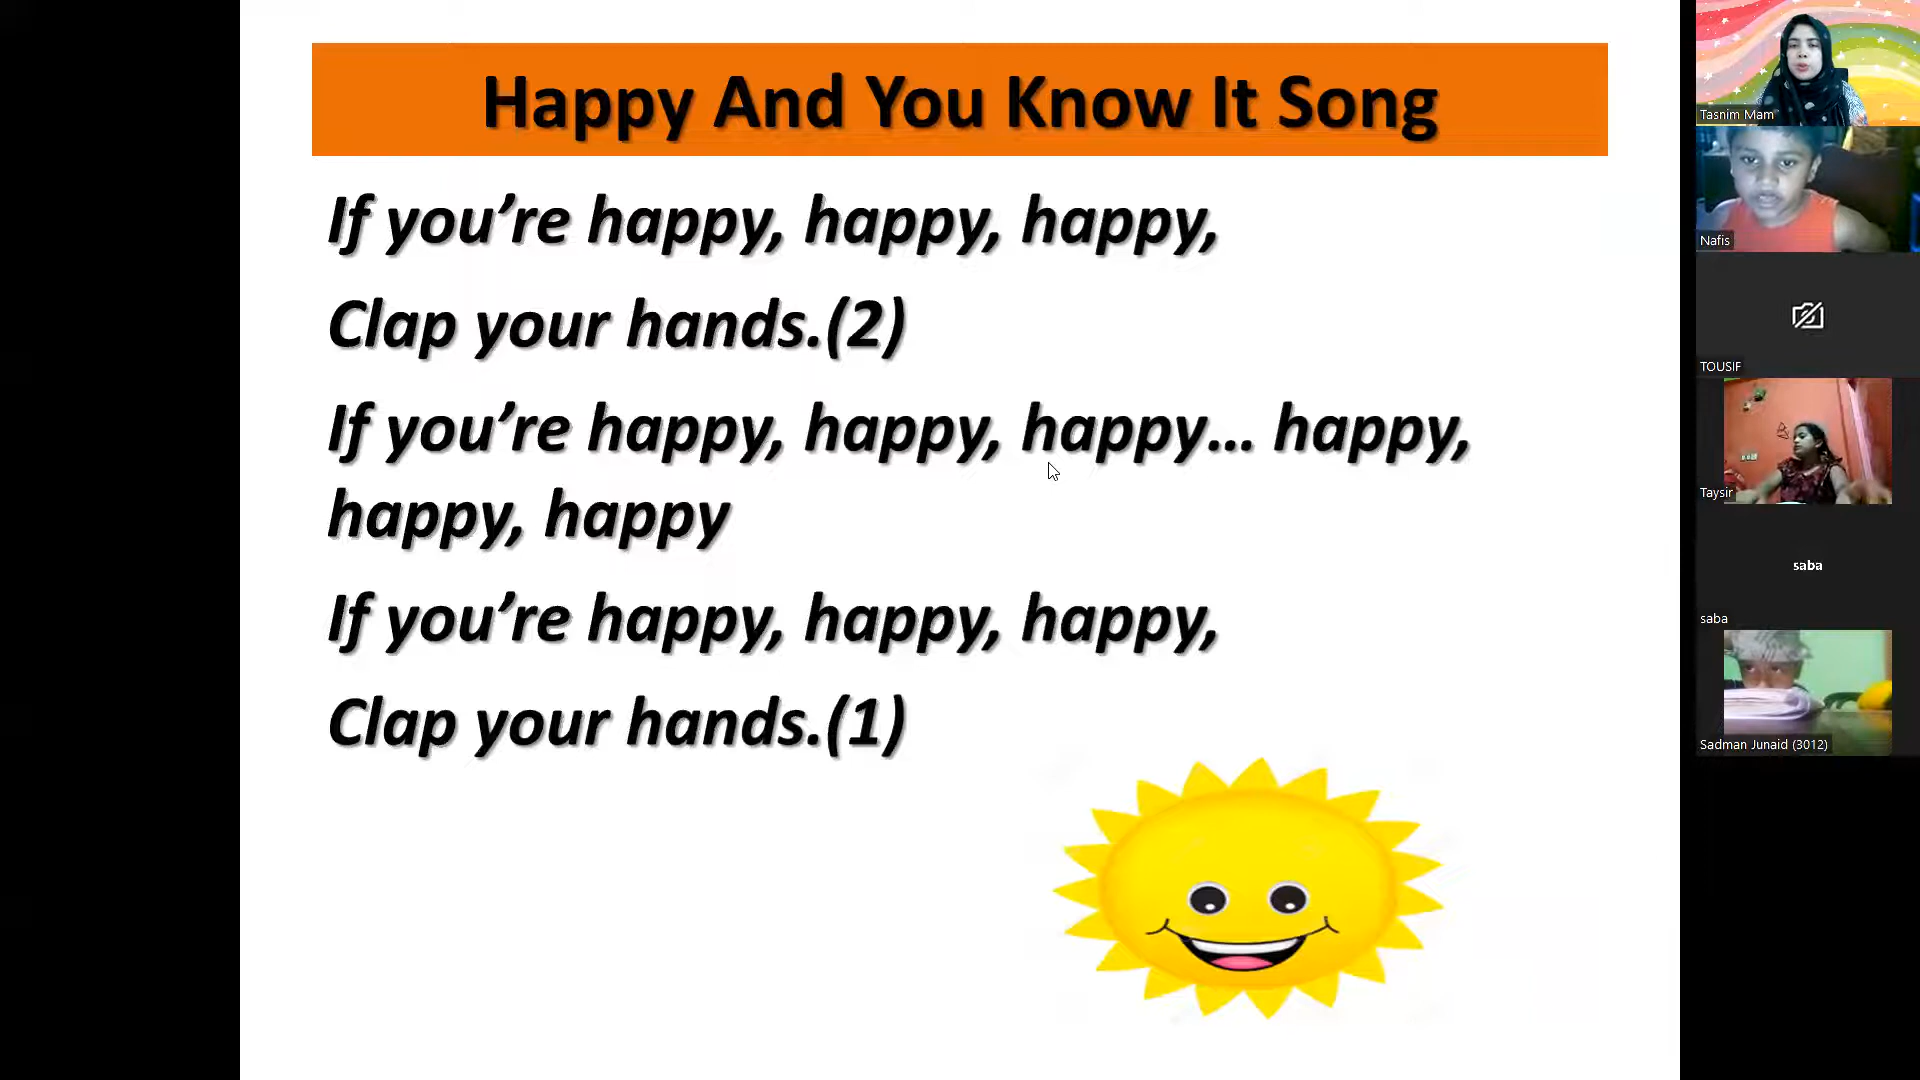 Happy And You Know It Song
If you’re happy, happy, happy,
Clap your hands.(2)
If you’re happy, happy, happy... happy,
happy, happy
If you’re happy, happy, happy,
Clap your hands.(1)
Tasnim Mam
Nafis
TOUSIF
Taysir
saba
saba
Sadman Junaid (3012)